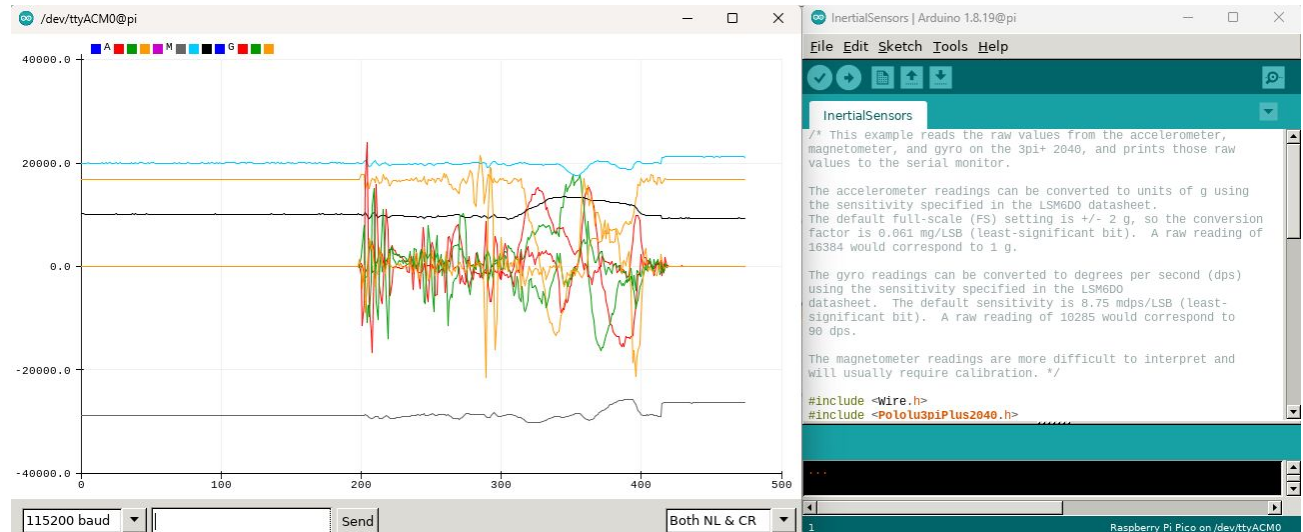 /dev/ttyACM0@pi
A M G
40000.0
20000.0
0.0
-20000.0
-40000.0
0 100 200 300 400 500
115200 baud Send Both NL & CR
InertialSensors | Arduino 1.8.19@pi
File Edit Sketch Tools Help
InertialSensors
/* This example reads the raw values from the accelerometer,
magnetometer, and gyro on the 3pi+ 2040, and prints those raw
values to the serial monitor.
The accelerometer readings can be converted to units of g using
the sensitivity specified in the LSM6DO datasheet.
The default full-scale (FS) setting is +/- 2 g, so the conversion
factor is 0.061 mg/LSB (least-significant bit).  A raw reading of
16384 would correspond to 1 g.
The gyro readings can be converted to degrees per second (dps)
using the sensitivity specified in the LSM6DO
datasheet.  The default sensitivity is 8.75 mdps/LSB (least-
significant bit).  A raw reading of 10285 would correspond to
90 dps.
The magnetometer readings are more difficult to interpret and
will usually require calibration. */
#include <Wire.h>
#include <Pololu3piPlus2040.h>
...
1 Raspberry Pi Pico on /dev/ttyACM0